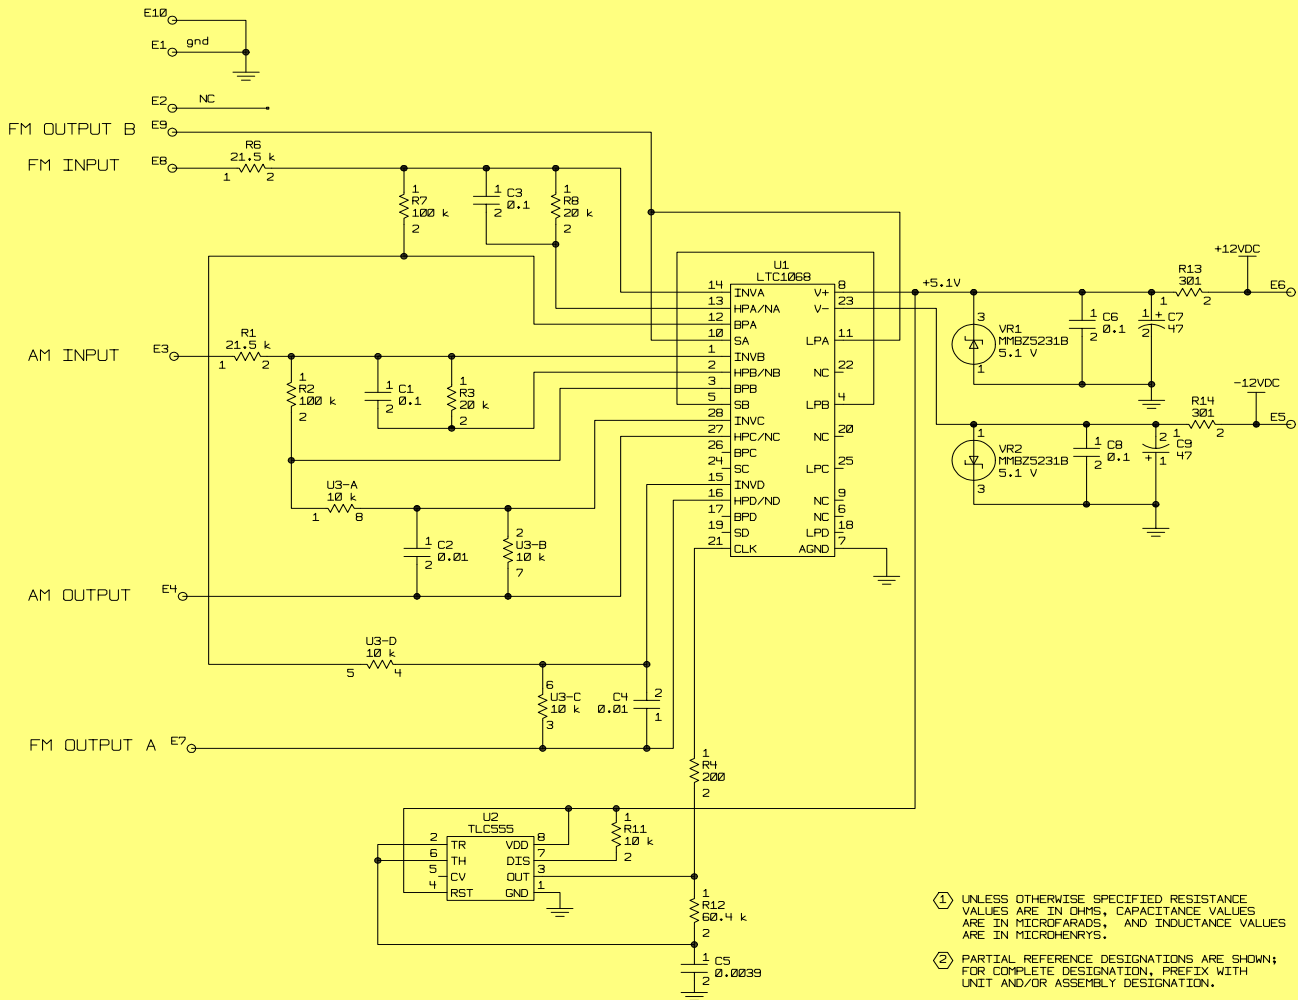 E10
E1 gnd
E2 NC
FM OUTPUT B E9
FM INPUT E8
R6
21.5 k
1 2
1
R7
100 k
2
1 C3
0.1
2
1
R8
20 k
2
AM INPUT E3
R1
21.5 k
1 2
1
R2
100 k
2
1 C1
0.1
2
1
R3
20 k
2
U1
LTC1068
14 INVA V+ 8
13 HPA/NA V- 23
12 BPA
10 SA LPA 11
1 INVB
2 HPB/NB NC 22
3 BPB
5 SB LPB 4
28 INVC
27 HPC/NC NC 20
26 BPC
24 SC LPC 25
15 INVD
16 HPD/ND NC 9
17 BPD NC 6
19 SD LPD 18
21 CLK AGND 7
+5.1V
+12VDC
R13
301
1 2
E6
3
VR1
MMBZ5231B
5.1 V
1
1 C6
0.1
2
1 + C7
47
2
-12VDC
R14
301
1 2
E5
1
VR2
MMBZ5231B
5.1 V
3
1 C8
0.1
2
2 C9
47
+ 1
U3-A
10 k
1 8
1 C2
0.01
2
2
U3-B
10 k
7
AM OUTPUT E4
U3-D
10 k
5 4
6
U3-C
10 k
3
C4 2
0.01
1
FM OUTPUT A E7
1
R4
200
2
U2
TLC555
2 TR VDD 8
6 TH DIS 7
5 CV OUT 3
4 RST GND 1
1
R11
10 k
2
1
R12
60.4 k
2
1 C5
0.0039
2
1 UNLESS OTHERWISE SPECIFIED RESISTANCE
VALUES ARE IN OHMS, CAPACITANCE VALUES
ARE IN MICROFARADS, AND INDUCTANCE VALUES
ARE IN MICROHENRYS.
2 PARTIAL REFERENCE DESIGNATIONS ARE SHOWN;
FOR COMPLETE DESIGNATION, PREFIX WITH
UNIT AND/OR ASSEMBLY DESIGNATION.